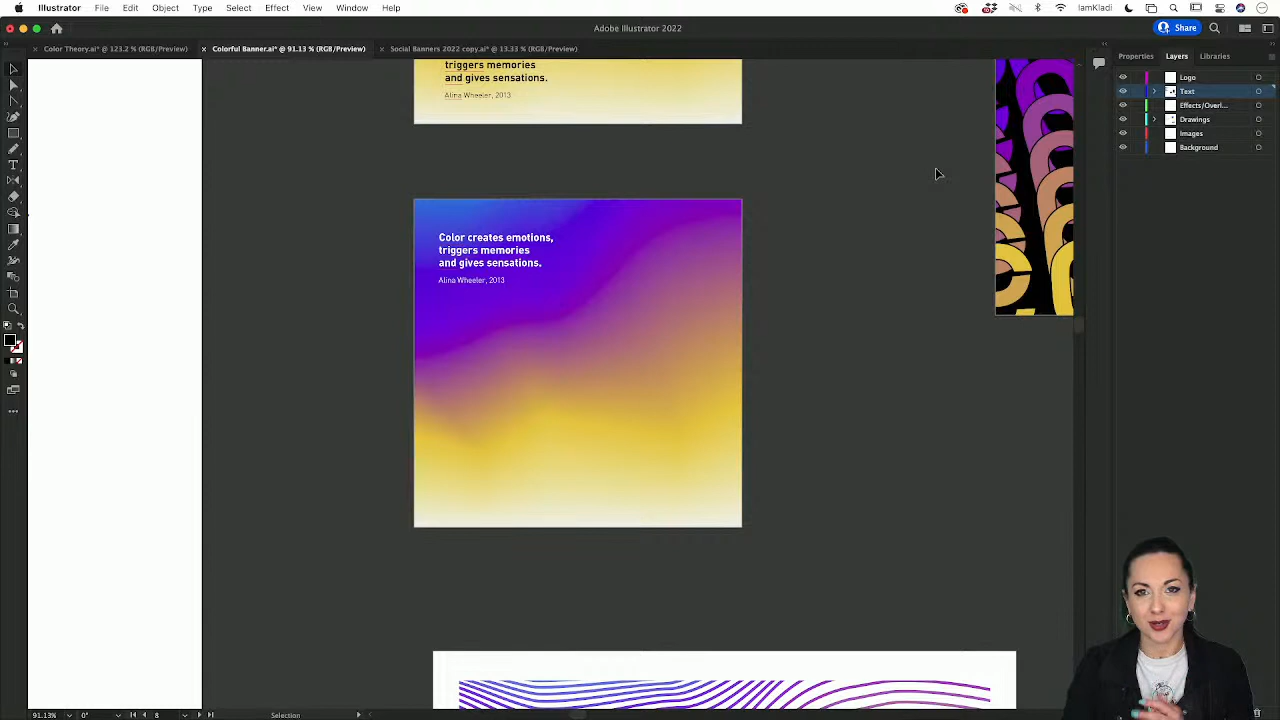 Illustrator File Edit Object Type Select Effect View Window Help IamKladi
Adobe Illustrator 2022
Share
× Color Theory.ai* @ 123.2 % (RGB/Preview) × Colorful Banner.ai* @ 91.13 % (RGB/Preview) × Social Banners 2022 copy.ai* @ 13.33 % (RGB/Preview)
Properties Layers Libraries
Logo
Text
Effects/Overl...
Drawings
Images
Background
triggers memories
and gives sensations.
Alina Wheeler, 2013
Color creates emotions,
triggers memories
and gives sensations.
Alina Wheeler, 2013
91.13% 0° 8 Selection